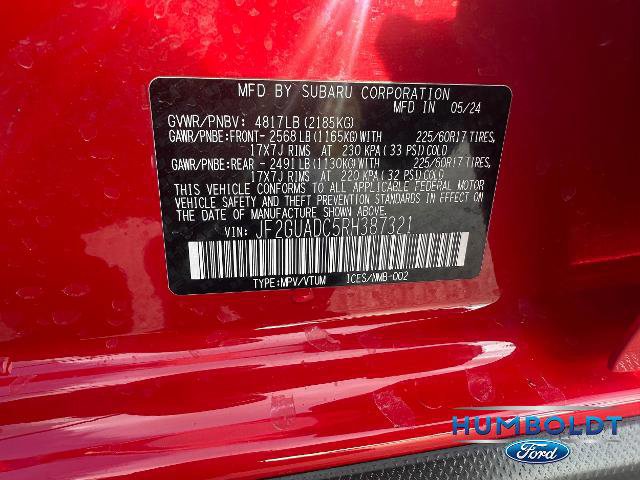 MFD BY SUBARU CORPORATION
MFD IN 05/24
GVWR/PNBV: 4817LB(2185KG)
GAWR/PNBE:FRONT-2568LB(1165KG)WITH 225/60R17 TIRES,
17X7J RIMS AT 230 KPA (33 PSI)COLD
GAWR/PNBE:REAR -2491LB(1130KG)WITH 225/60R17 TIRES,
17X7J RIMS AT 220 KPA (32 PSI)COLD
THIS VEHICLE CONFORMS TO ALL APPLICABLE FEDERAL MOTOR
VEHICLE SAFETY AND THEFT PREVENTION STANDARDS IN EFFECT ON
THE DATE OF MANUFACTURE SHOWN ABOVE.
VIN: JF2GUADC5RH387321
TYPE:MPV/VTUM ICES/NMB-002
HUMBOLDT
Ford